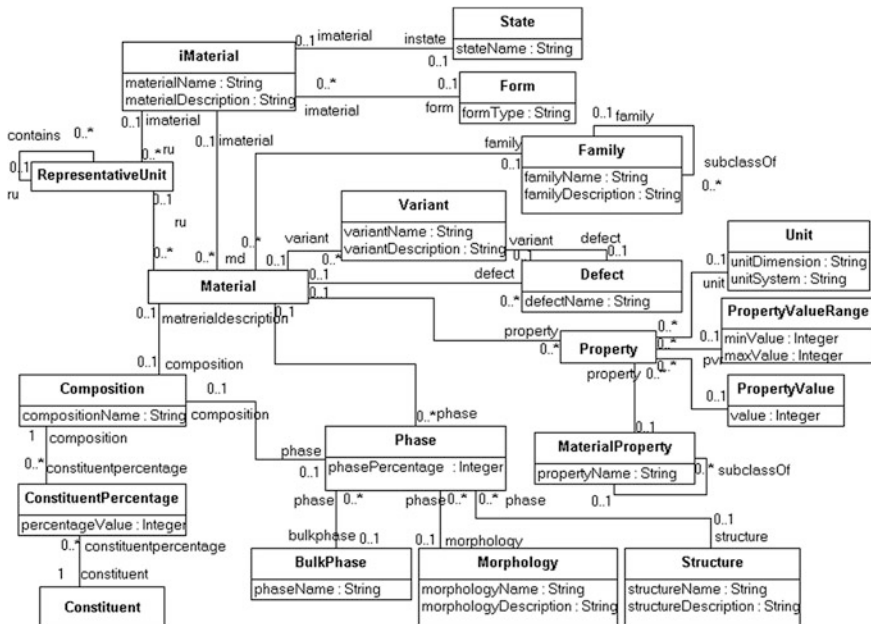 State
stateName : String
0..1 imaterial instate
0..1
iMaterial
materialName : String
materialDescription : String
0..*
0..1
imaterial
form
Form
formType : String
0..1
imaterial
0..1
imaterial
contains
0..*
0..1
ru
0..*
ru
RepresentativeUnit
0..1
ru
0..*
0..*
md
family
0..1
0..1
family
Family
familyName : String
familyDescription : String
subclassOf
0..*
Variant
variantName : String
variantDescription : String
variant
0..1
0..*
0..*
variant
0..*
defect
0..1
Defect
defectName : String
defect
0..1
0..*
Material
0..1
0..1
matrerialdescription
0..1
0..1
property
0..*
Unit
unitDimension : String
unitSystem : String
0..1
unit
0..*
PropertyValueRange
minValue : Integer
maxValue : Integer
0..1
pvr
0..*
Property
property
0..*
0..*
PropertyValue
value : Integer
0..1
0..1
MaterialProperty
propertyName : String
0..*
subclassOf
0..1
0..1
composition
Composition
compositionName : String
0..1
composition
1
composition
0..*
constituentpercentage
ConstituentPercentage
percentageValue : Integer
0..*
constituentpercentage
1
constituent
Constituent
0..*
phase
Phase
phasePercentage : Integer
phase
0..1
phase
0..*
phase
0..*
0..*
phase
bulkphase
0..1
0..1
morphology
0..1
structure
BulkPhase
phaseName : String
Morphology
morphologyName : String
morphologyDescription : String
Structure
structureName : String
structureDescription : String